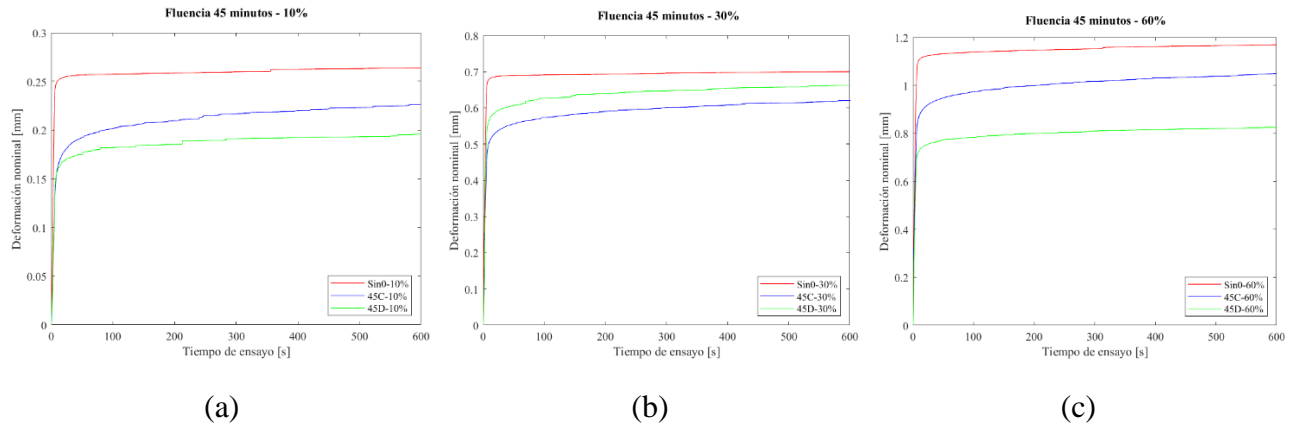 Fluencia 45 minutos - 10%
Deformación nominal [mm]
0.3
0.25
0.2
0.15
0.1
0.05
0
0 100 200 300 400 500 600
Tiempo de ensayo [s]
Sin0-10%
45C-10%
45D-10%
(a)
Fluencia 45 minutos - 30%
Deformación nominal [mm]
0.8
0.7
0.6
0.5
0.4
0.3
0.2
0.1
0
0 100 200 300 400 500 600
Tiempo de ensayo [s]
Sin0-30%
45C-30%
45D-30%
(b)
Fluencia 45 minutos - 60%
Deformación nominal [mm]
1.2
1
0.8
0.6
0.4
0.2
0
0 100 200 300 400 500 600
Tiempo de ensayo [s]
Sin0-60%
45C-60%
45D-60%
(c)